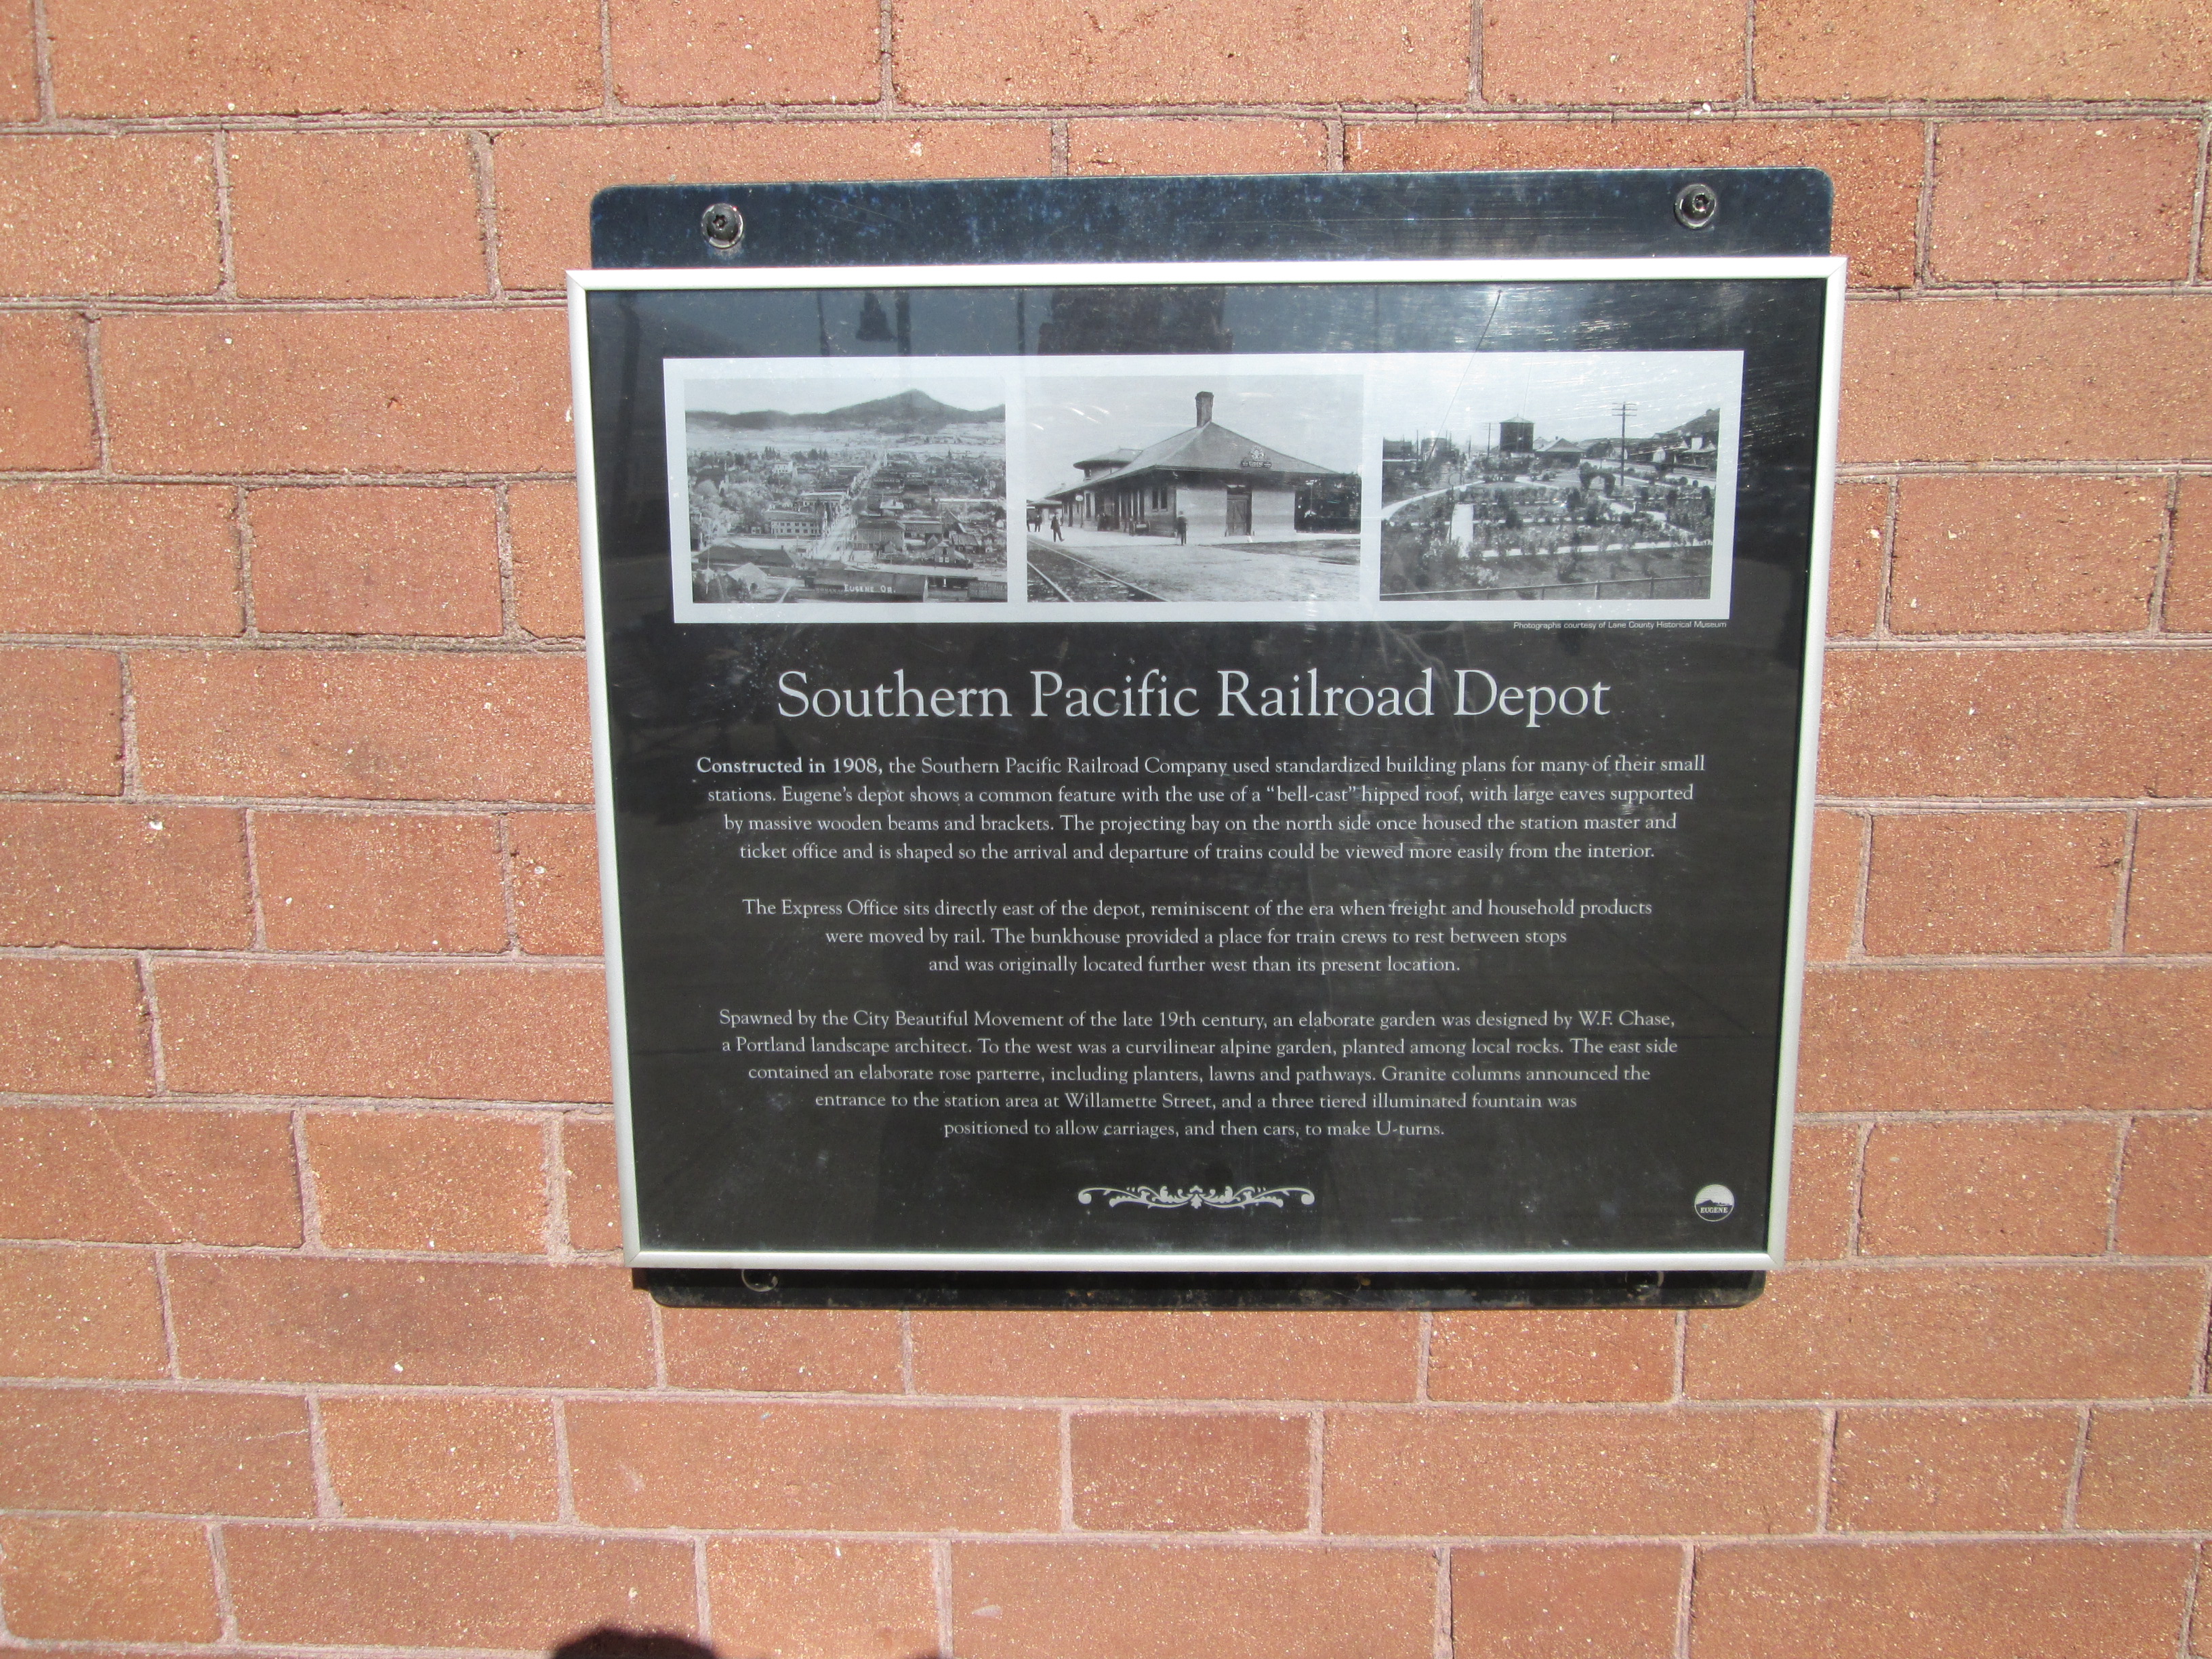 EUGENE OR.
Photographs courtesy of Lane County Historical Museum
Southern Pacific Railroad Depot
Constructed in 1908, the Southern Pacific Railroad Company used standardized building plans for many of their small
stations. Eugene's depot shows a common feature with the use of a "bell-cast" hipped roof, with large eaves supported
by massive wooden beams and brackets. The projecting bay on the north side once housed the station master and
ticket office and is shaped so the arrival and departure of trains could be viewed more easily from the interior.
The Express Office sits directly east of the depot, reminiscent of the era when freight and household products
were moved by rail. The bunkhouse provided a place for train crews to rest between stops
and was originally located further west than its present location.
Spawned by the City Beautiful Movement of the late 19th century, an elaborate garden was designed by W.F. Chase,
a Portland landscape architect. To the west was a curvilinear alpine garden, planted among local rocks. The east side
contained an elaborate rose parterre, including planters, lawns and pathways. Granite columns announced the
entrance to the station area at Willamette Street, and a three tiered illuminated fountain was
positioned to allow carriages, and then cars, to make U-turns.
EUGENE